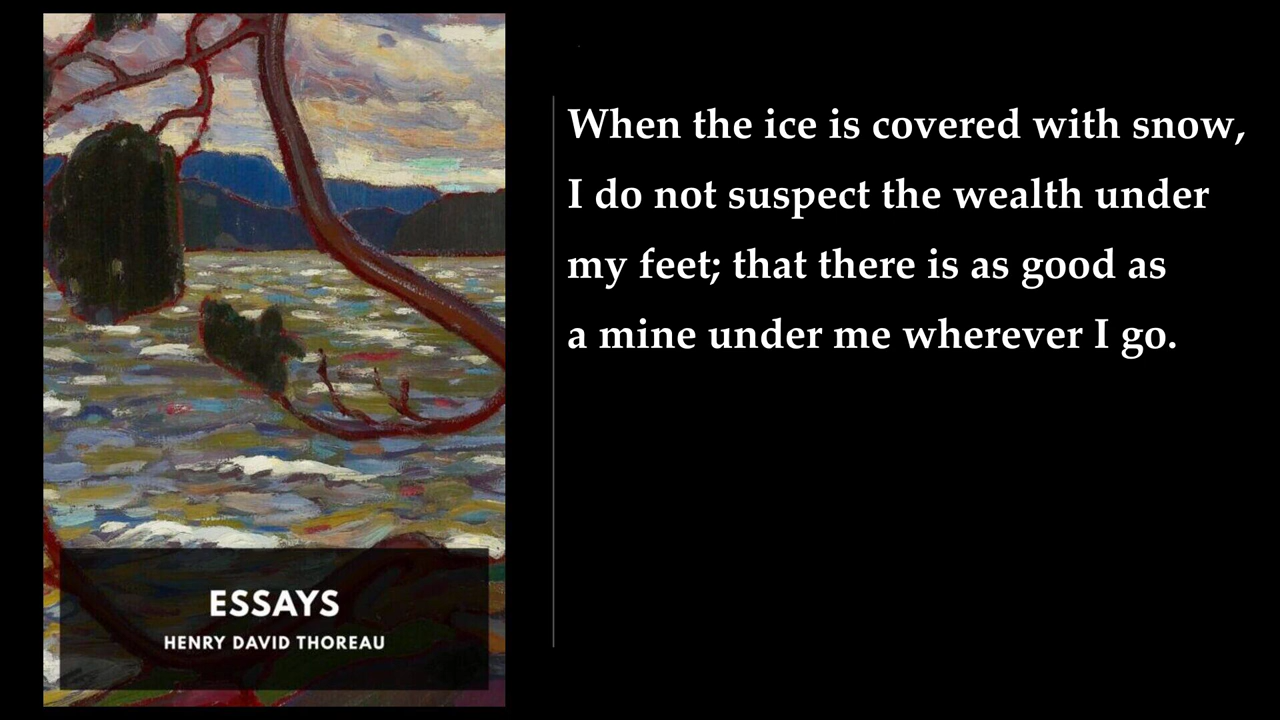 When the ice is covered with snow,
I do not suspect the wealth under
my feet; that there is as good as
a mine under me wherever I go.
ESSAYS
HENRY DAVID THOREAU